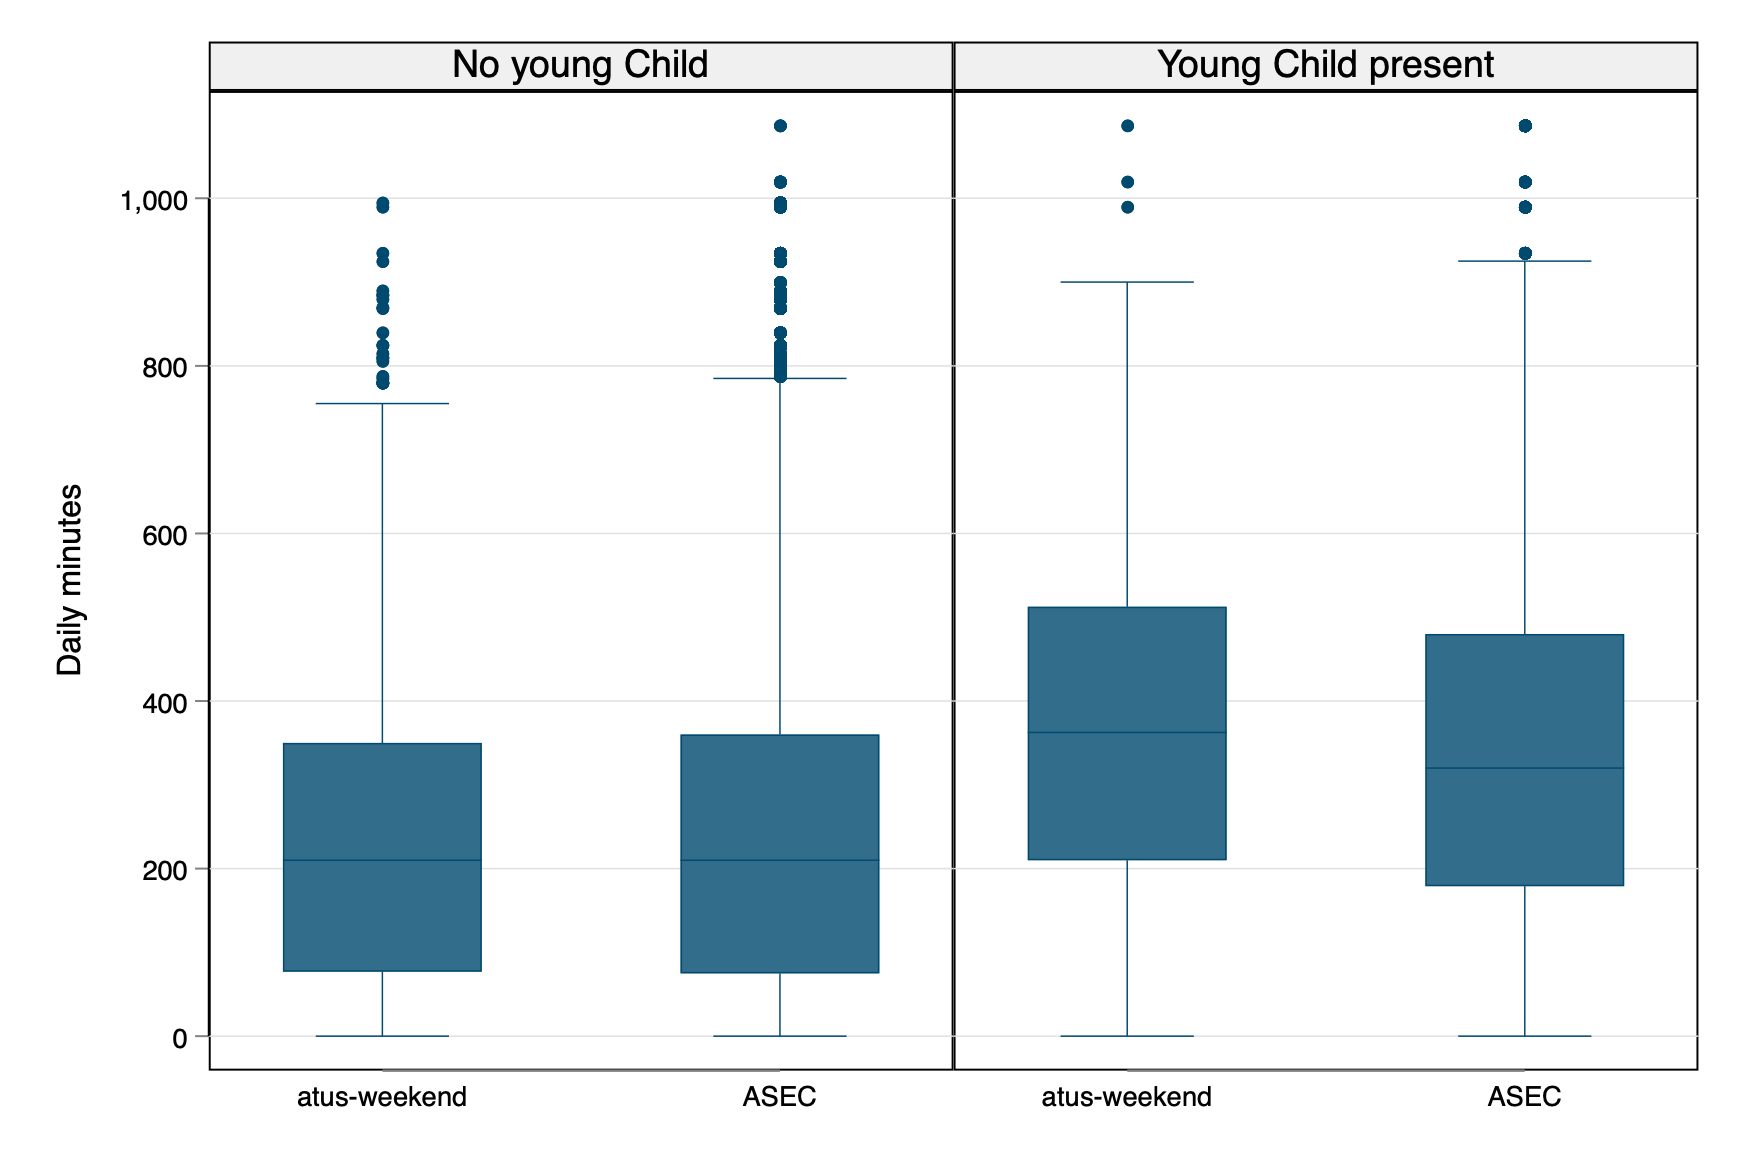 No young Child
Young Child present
Daily minutes
1,000
800
600
400
200
0
atus-weekend
ASEC
atus-weekend
ASEC